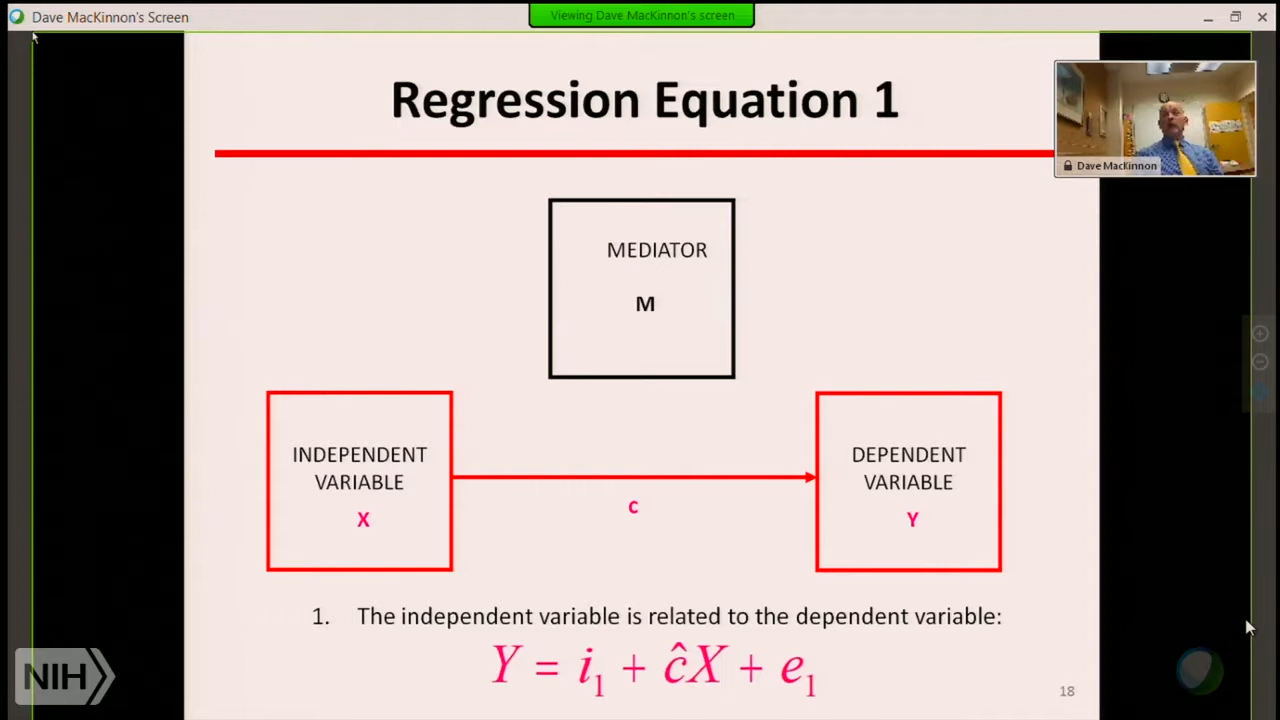 Dave MacKinnon's Screen
Viewing Dave MacKinnon's screen
Regression Equation 1
Dave MacKinnon
MEDIATOR
M
INDEPENDENT
VARIABLE
X
c
DEPENDENT
VARIABLE
Y
1. The independent variable is related to the dependent variable:
Y = i₁ + ĉX + e₁
NIH
18